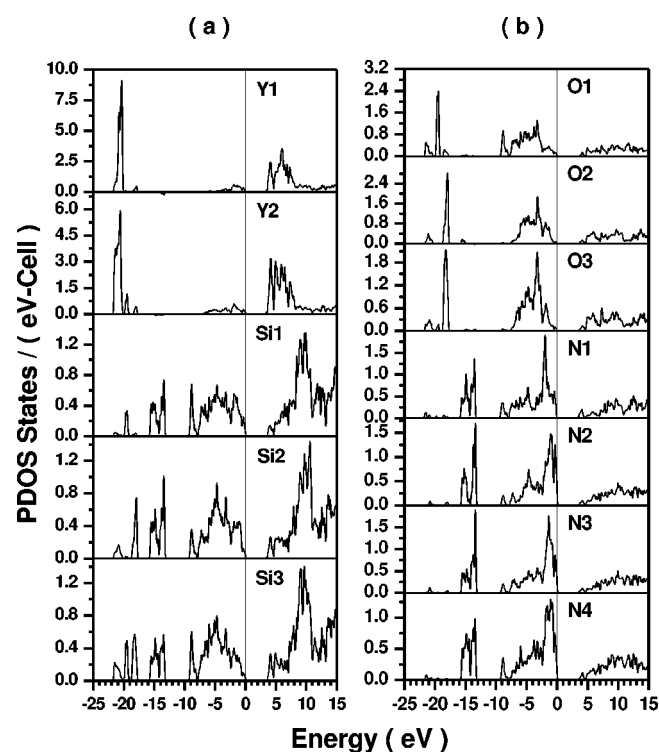 ( a )
( b )
PDOS States / ( eV-Cell )
10.0
7.5
5.0
2.5
0.0
Y1
6.0
4.5
3.0
1.5
0.0
Y2
1.2
0.8
0.4
0.0
Si1
1.2
0.8
0.4
0.0
Si2
1.2
0.8
0.4
0.0
Si3
-25 -20 -15 -10 -5 0 5 10 15
3.2
2.4
1.6
0.8
0.0
O1
2.4
1.6
0.8
0.0
O2
1.8
1.2
0.6
0.0
O3
1.5
1.0
0.5
0.0
N1
1.5
1.0
0.5
0.0
N2
1.5
1.0
0.5
0.0
N3
1.0
0.5
0.0
N4
-25 -20 -15 -10 -5 0 5 10 15
Energy ( eV )